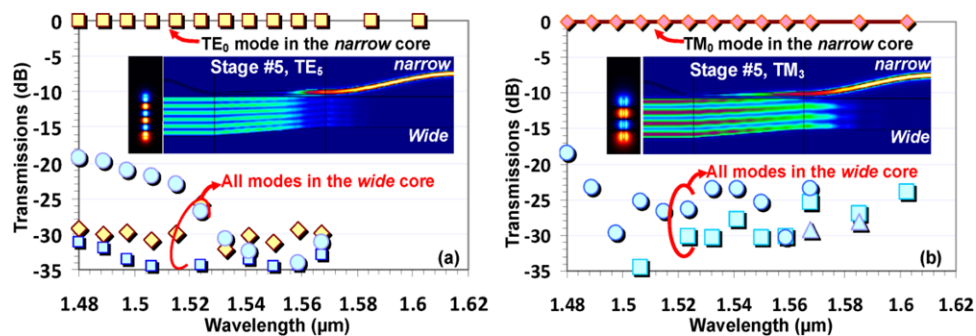 0
-5
-10
-15
-20
-25
-30
-35
Transmissions (dB)
TE0 mode in the narrow core
Stage #5, TE5
narrow
Wide
All modes in the wide core
(a)
1.48 1.5 1.52 1.54 1.56 1.58 1.6 1.62
Wavelength (µm)
0
-5
-10
-15
-20
-25
-30
-35
Transmissions (dB)
TM0 mode in the narrow core
Stage #5, TM3
narrow
Wide
All modes in the wide core
(b)
1.48 1.5 1.52 1.54 1.56 1.58 1.6 1.62
Wavelength (µm)